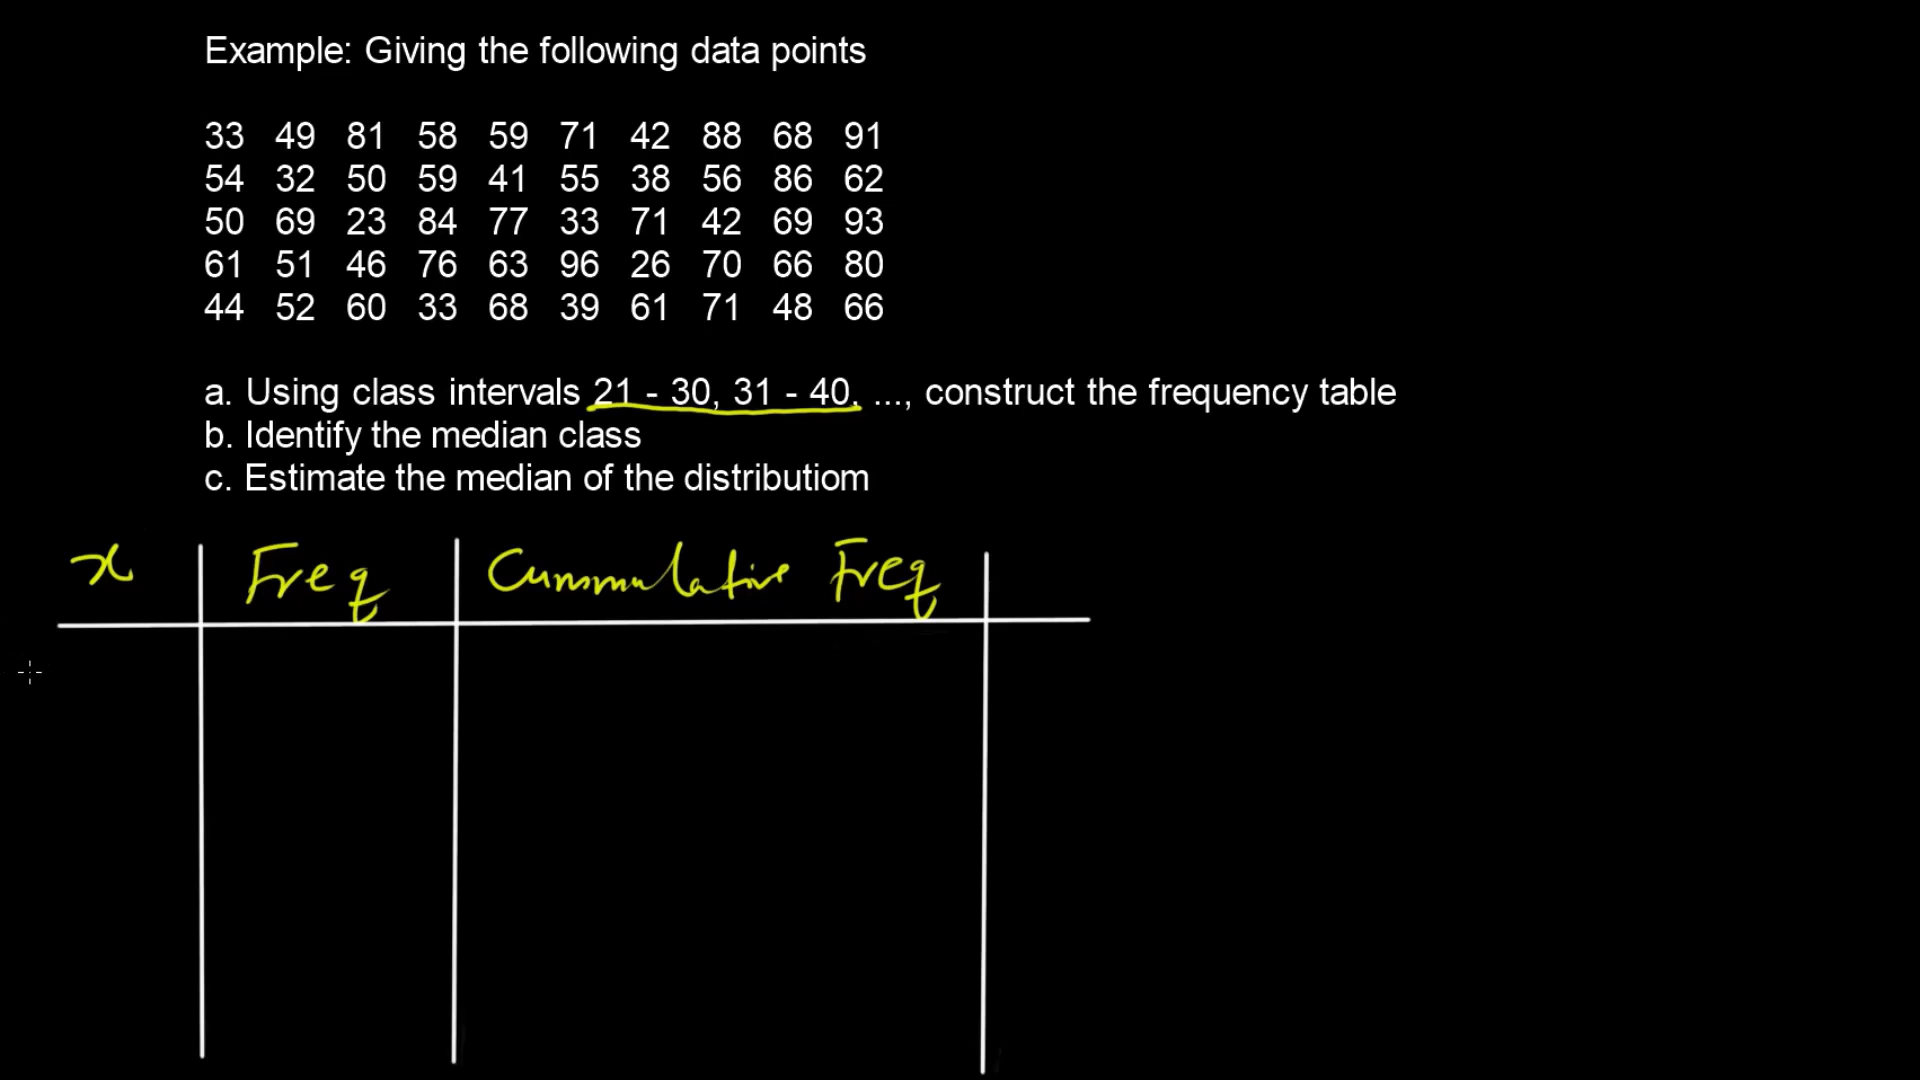 Example: Giving the following data points
33 49 81 58 59 71 42 88 68 91
54 32 50 59 41 55 38 56 86 62
50 69 23 84 77 33 71 42 69 93
61 51 46 76 63 96 26 70 66 80
44 52 60 33 68 39 61 71 48 66
a. Using class intervals 21 - 30, 31 - 40, ..., construct the frequency table
b. Identify the median class
c. Estimate the median of the distributiom
x Freq Cummulative Freq